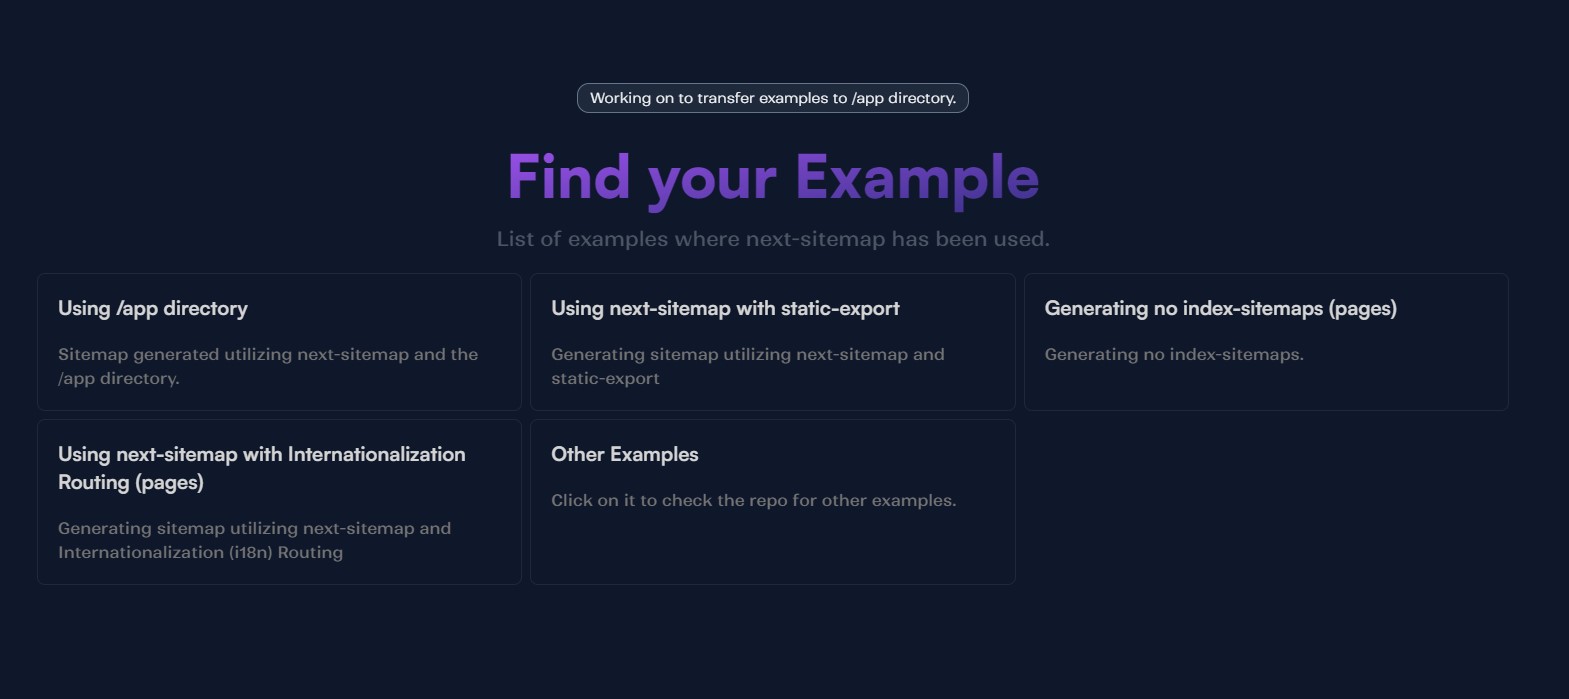 Working on to transfer examples to /app directory.
Find your Example
List of examples where next-sitemap has been used.
Using /app directory
Sitemap generated utilizing next-sitemap and the
/app directory.
Using next-sitemap with static-export
Generating sitemap utilizing next-sitemap and
static-export
Generating no index-sitemaps (pages)
Generating no index-sitemaps.
Using next-sitemap with Internationalization
Routing (pages)
Generating sitemap utilizing next-sitemap and
Internationalization (i18n) Routing
Other Examples
Click on it to check the repo for other examples.